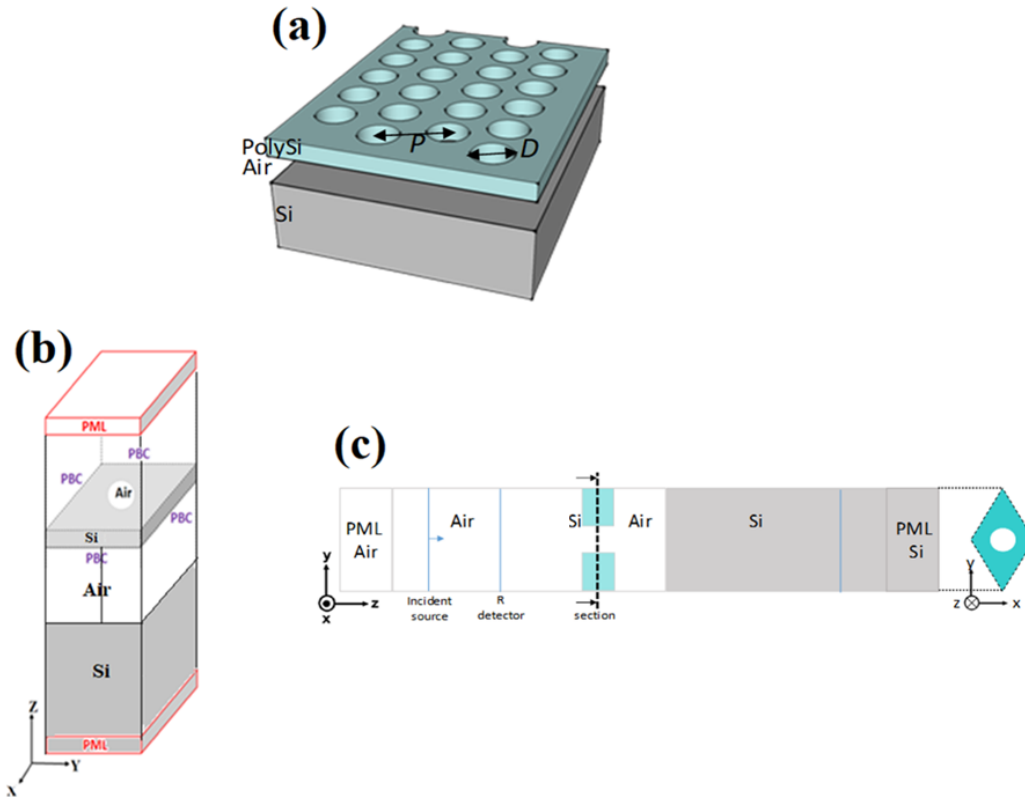 (a)
P
D
PolySi
Air
Si
(b)
PML
PBC
PBC
Air
PBC
Si
PBC
Air
Si
PML
Z
Y
X
(c)
PML
Air
Air
Si
Air
Si
PML
Si
y
z
x
Incident
source
R
detector
section
y
z
x